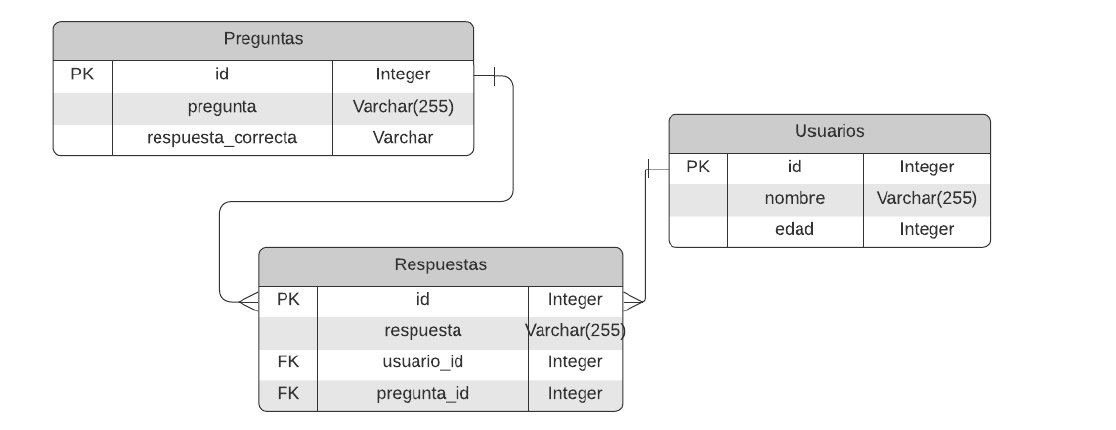 Preguntas
PK id Integer
pregunta Varchar(255)
respuesta_correcta Varchar
Usuarios
PK id Integer
nombre Varchar(255)
edad Integer
Respuestas
PK id Integer
respuesta Varchar(255)
FK usuario_id Integer
FK pregunta_id Integer